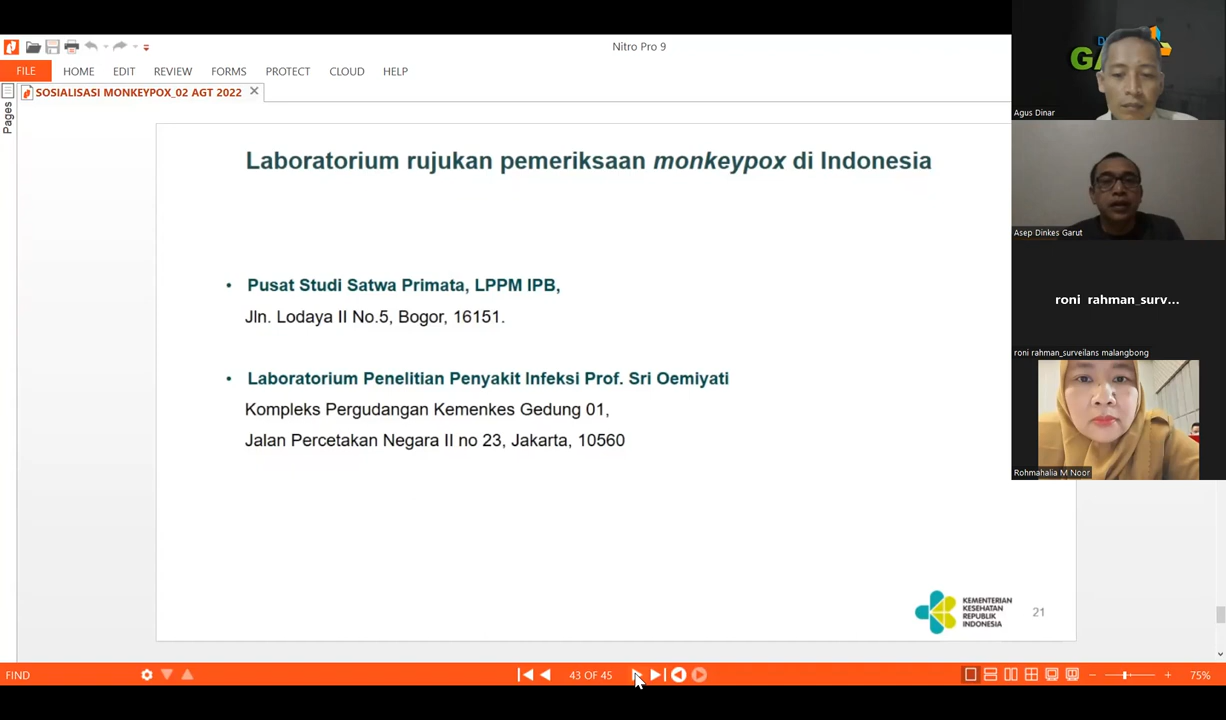 Nitro Pro 9
FILE
HOME
EDIT
REVIEW
FORMS
PROTECT
CLOUD
HELP
SOSIALISASI MONKEYPOX_02 AGT 2022
Pages
Laboratorium rujukan pemeriksaan monkeypox di Indonesia
• Pusat Studi Satwa Primata, LPPM IPB,
Jln. Lodaya II No.5, Bogor, 16151.
• Laboratorium Penelitian Penyakit Infeksi Prof. Sri Oemiyati
Kompleks Pergudangan Kemenkes Gedung 01,
Jalan Percetakan Negara II no 23, Jakarta, 10560
KEMENTERIAN
KESEHATAN
REPUBLIK
INDONESIA
21
FIND
43 OF 45
75%
Agus Dinar
Asep Dinkes Garut
roni rahman_surv...
roni rahman_surveilans malangbong
Rohmahalia M Noor